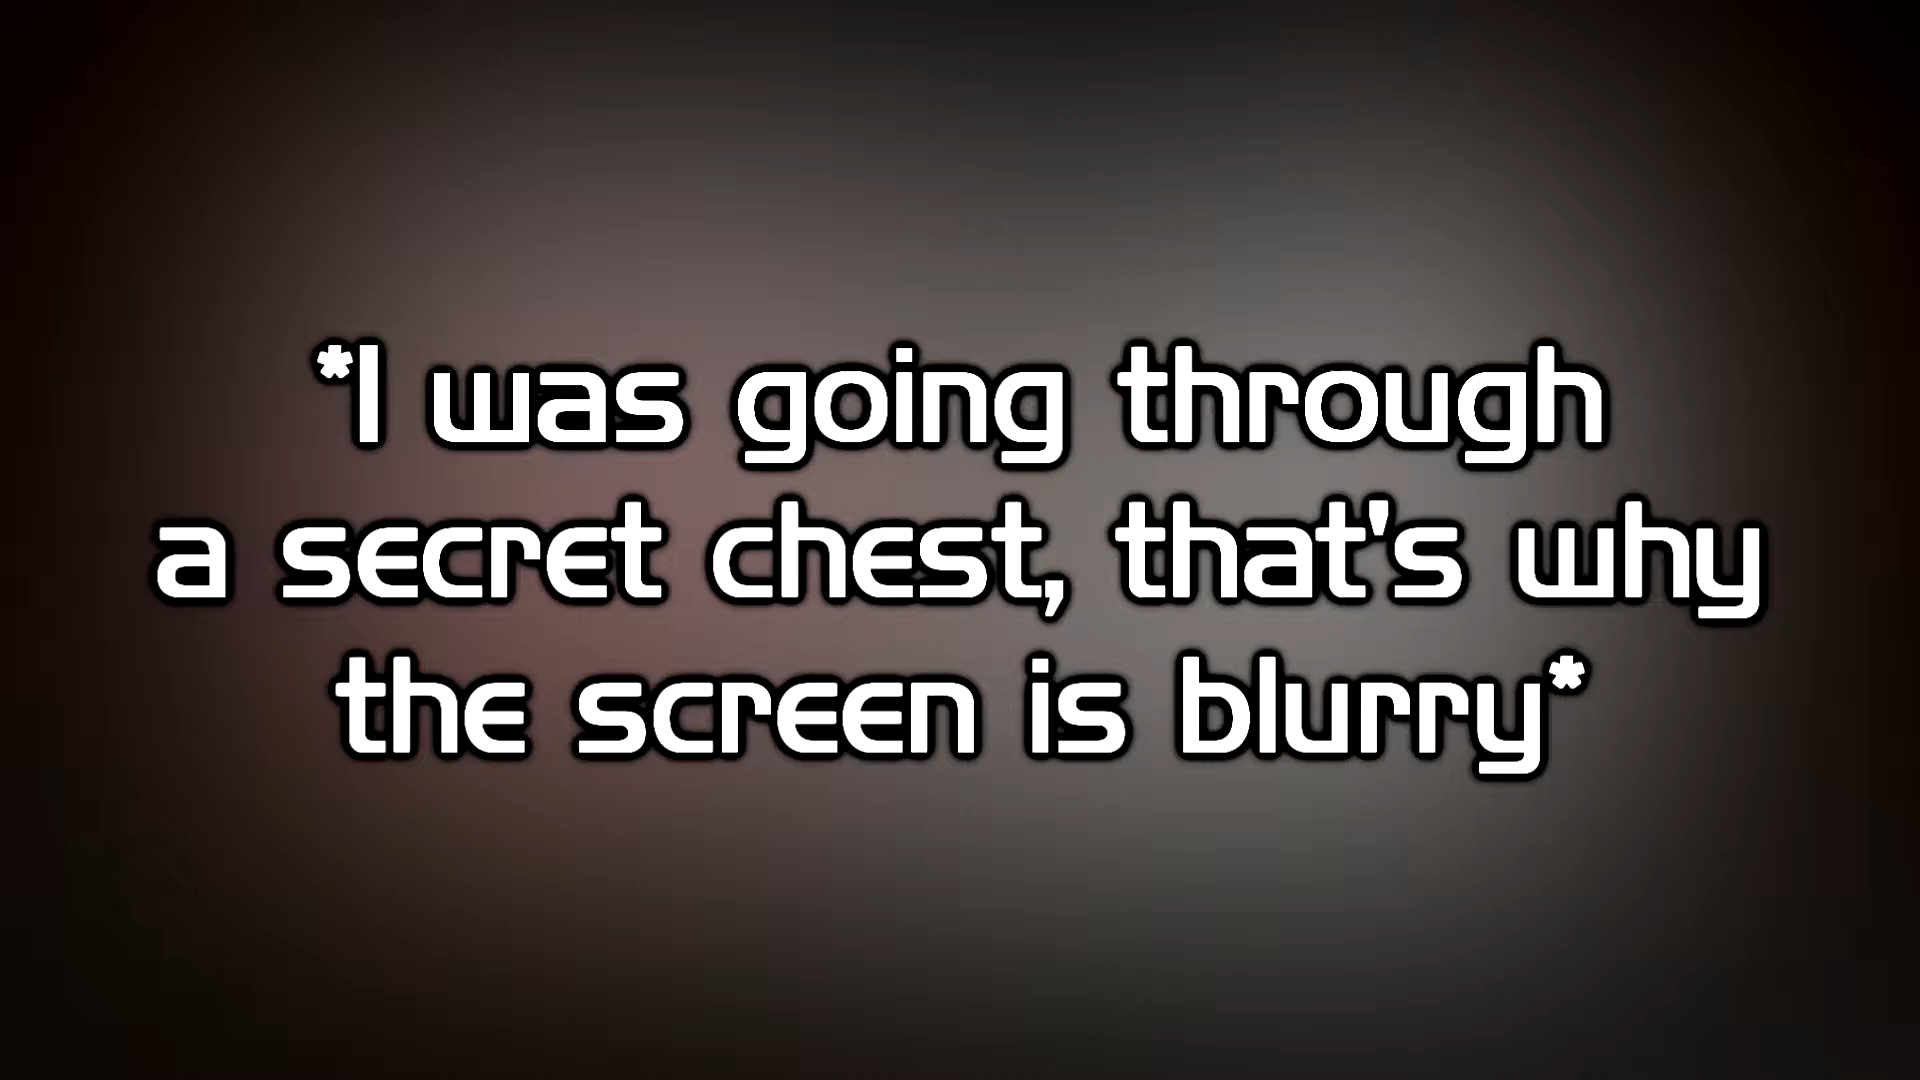 *I was going through
a secret chest, that's why
the screen is blurry*